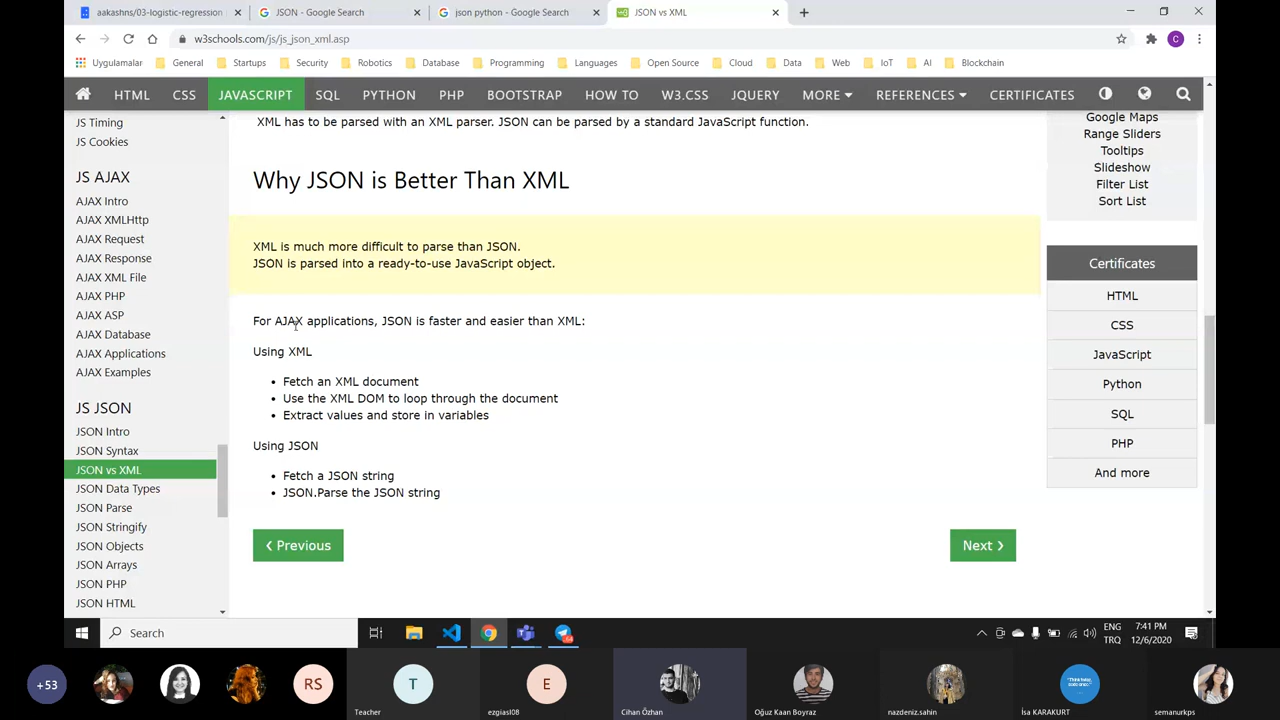 aakashns/03-logistic-regression
JSON - Google Search
json python - Google Search
JSON vs XML
w3schools.com/js/js_json_xml.asp
C
Uygulamalar General Startups Security Robotics Database Programming Languages Open Source Cloud Data Web IoT AI Blockchain
HTML CSS JAVASCRIPT SQL PYTHON PHP BOOTSTRAP HOW TO W3.CSS JQUERY MORE REFERENCES CERTIFICATES
JS Timing
JS Cookies
JS AJAX
AJAX Intro
AJAX XMLHttp
AJAX Request
AJAX Response
AJAX XML File
AJAX PHP
AJAX ASP
AJAX Database
AJAX Applications
AJAX Examples
JS JSON
JSON Intro
JSON Syntax
JSON vs XML
JSON Data Types
JSON Parse
JSON Stringify
JSON Objects
JSON Arrays
JSON PHP
JSON HTML
XML has to be parsed with an XML parser. JSON can be parsed by a standard JavaScript function.
Why JSON is Better Than XML
XML is much more difficult to parse than JSON.
JSON is parsed into a ready-to-use JavaScript object.
For AJAX applications, JSON is faster and easier than XML:
Using XML
• Fetch an XML document
• Use the XML DOM to loop through the document
• Extract values and store in variables
Using JSON
• Fetch a JSON string
• JSON.Parse the JSON string
❮ Previous
Next ❯
Google Maps
Range Sliders
Tooltips
Slideshow
Filter List
Sort List
Certificates
HTML
CSS
JavaScript
Python
SQL
PHP
And more
Search
ENG
TRQ
7:41 PM
12/6/2020
+53
RS
T
Teacher
E
ezgiasl08
Cihan Özhan
Oğuz Kaan Boyraz
nazdeniz.sahin
İsa KARAKURT
semanurkps